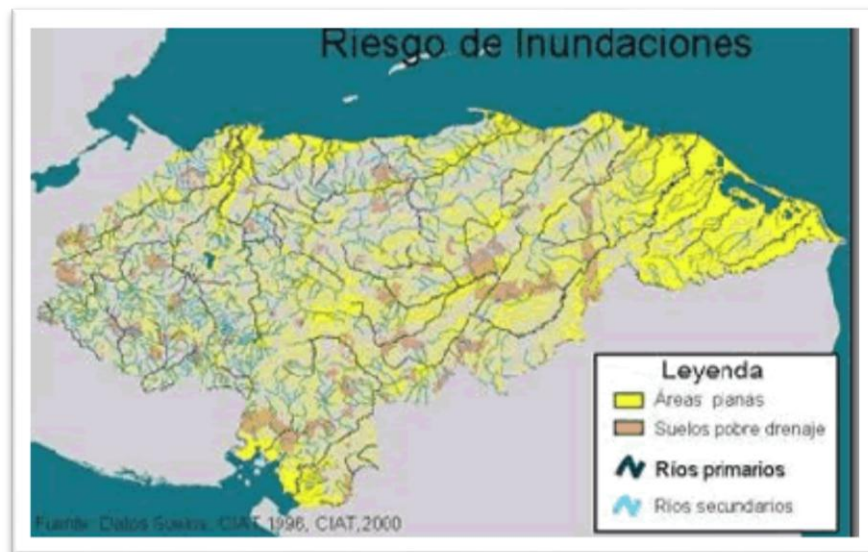 Riesgo de Inundaciones
Leyenda
Áreas planas
Suelos pobre drenaje
Ríos primarios
Ríos secundarios
Fuente: Datos Suelos, CIAT 1996, CIAT,2000